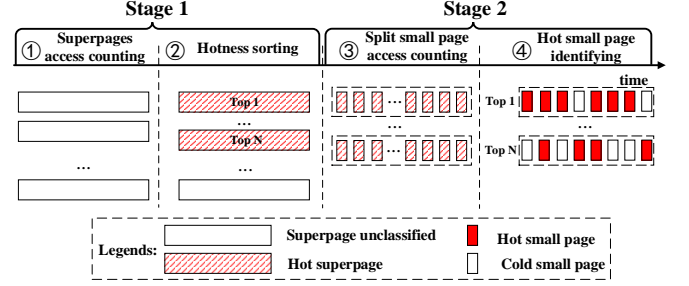 Stage 1
Stage 2
① Superpages access counting
② Hotness sorting
③ Split small page access counting
④ Hot small page identifying
time
Top 1
...
Top N
...
...
...
Top 1
...
Top N
...
...
Legends:
Superpage unclassified
Hot superpage
Hot small page
Cold small page